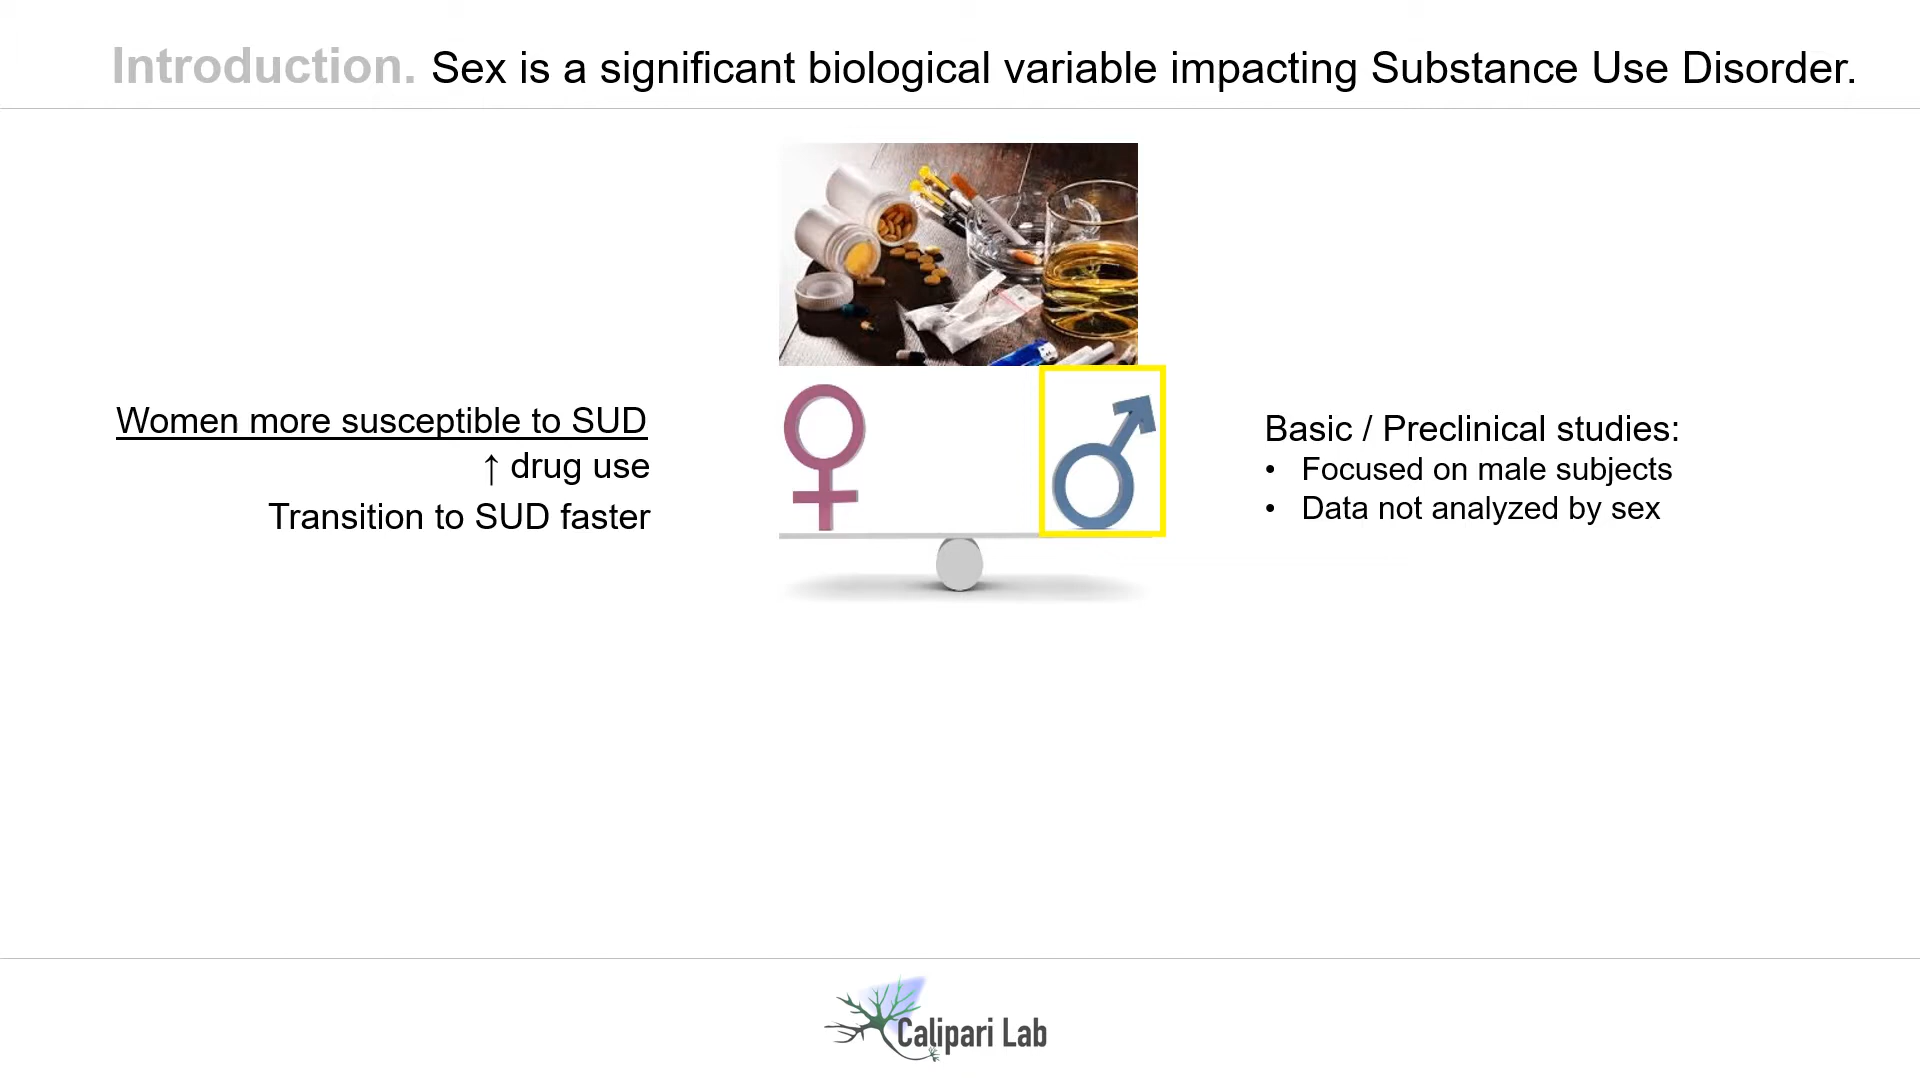 Introduction. Sex is a significant biological variable impacting Substance Use Disorder.
Women more susceptible to SUD
↑ drug use
Transition to SUD faster
Basic / Preclinical studies:
• Focused on male subjects
• Data not analyzed by sex
Calipari Lab